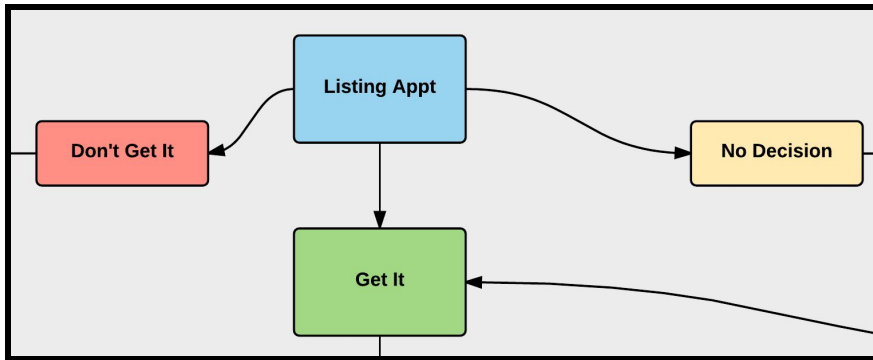 Listing Appt
Don't Get It
No Decision
Get It